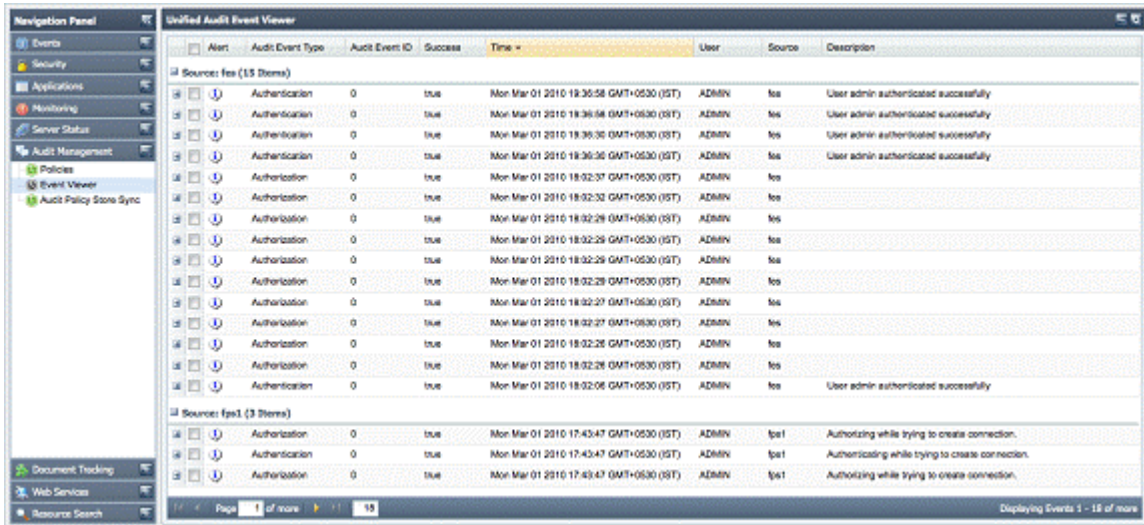 Navigation Panel
Events
Security
Applications
Monitoring
Server Status
Audit Management
Policies
Event Viewer
Audit Policy Store Sync
Document Tracking
Web Services
Resource Search
Unified Audit Event Viewer
Alert Audit Event Type Audit Event ID Success Time User Source Description
Source: fes (15 Items)
Authentication 0 true Mon Mar 01 2010 19:36:58 GMT+0530 (IST) ADMIN fes User admin authenticated successfully
Authentication 0 true Mon Mar 01 2010 19:36:58 GMT+0530 (IST) ADMIN fes User admin authenticated successfully
Authentication 0 true Mon Mar 01 2010 19:36:30 GMT+0530 (IST) ADMIN fes User admin authenticated successfully
Authentication 0 true Mon Mar 01 2010 19:36:30 GMT+0530 (IST) ADMIN fes User admin authenticated successfully
Authorization 0 true Mon Mar 01 2010 18:02:37 GMT+0530 (IST) ADMIN fes
Authorization 0 true Mon Mar 01 2010 18:02:32 GMT+0530 (IST) ADMIN fes
Authorization 0 true Mon Mar 01 2010 18:02:29 GMT+0530 (IST) ADMIN fes
Authorization 0 true Mon Mar 01 2010 18:02:29 GMT+0530 (IST) ADMIN fes
Authorization 0 true Mon Mar 01 2010 18:02:29 GMT+0530 (IST) ADMIN fes
Authorization 0 true Mon Mar 01 2010 18:02:29 GMT+0530 (IST) ADMIN fes
Authorization 0 true Mon Mar 01 2010 18:02:27 GMT+0530 (IST) ADMIN fes
Authorization 0 true Mon Mar 01 2010 18:02:27 GMT+0530 (IST) ADMIN fes
Authorization 0 true Mon Mar 01 2010 18:02:26 GMT+0530 (IST) ADMIN fes
Authorization 0 true Mon Mar 01 2010 18:02:26 GMT+0530 (IST) ADMIN fes
Authentication 0 true Mon Mar 01 2010 18:02:06 GMT+0530 (IST) ADMIN fes User admin authenticated successfully
Source: fps1 (3 Items)
Authorization 0 true Mon Mar 01 2010 17:43:47 GMT+0530 (IST) ADMIN fps1 Authorizing while trying to create connection.
Authentication 0 true Mon Mar 01 2010 17:43:47 GMT+0530 (IST) ADMIN fps1 Authenticating while trying to create connection.
Authorization 0 true Mon Mar 01 2010 17:43:47 GMT+0530 (IST) ADMIN fps1 Authorizing while trying to create connection.
Page 1 of more 18 Displaying Events 1 - 18 of more